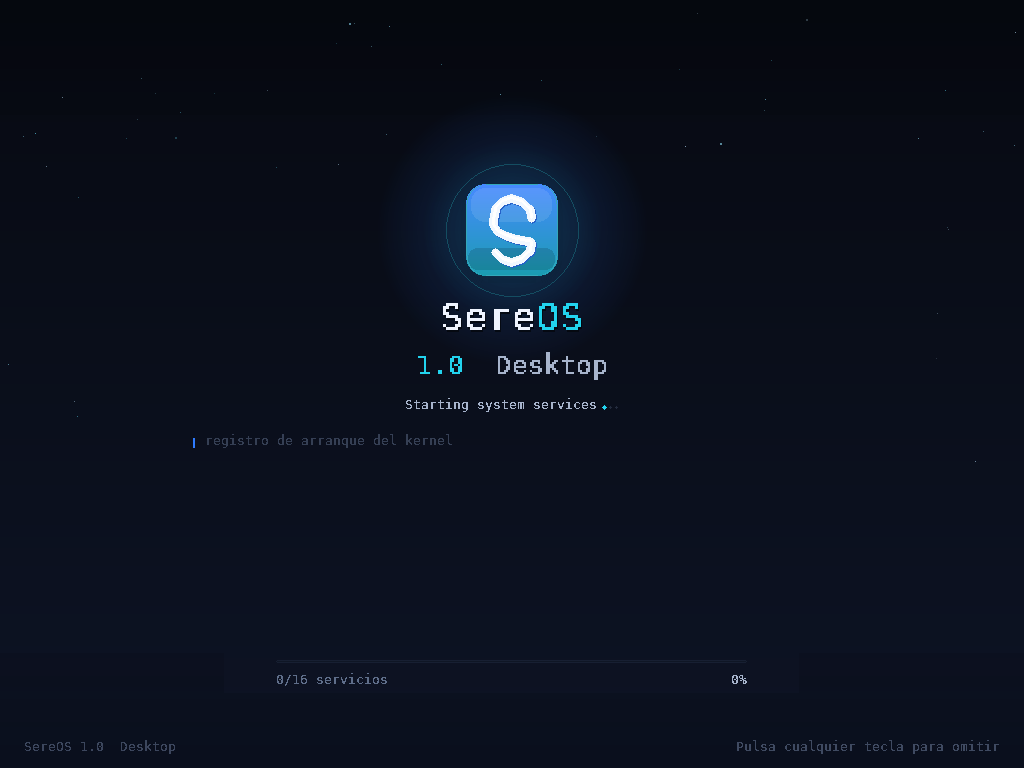 S
SereOS
1.0 Desktop
Starting system services
registro de arranque del kernel
0/16 servicios 0%
SereOS 1.0 Desktop Pulsa cualquier tecla para omitir